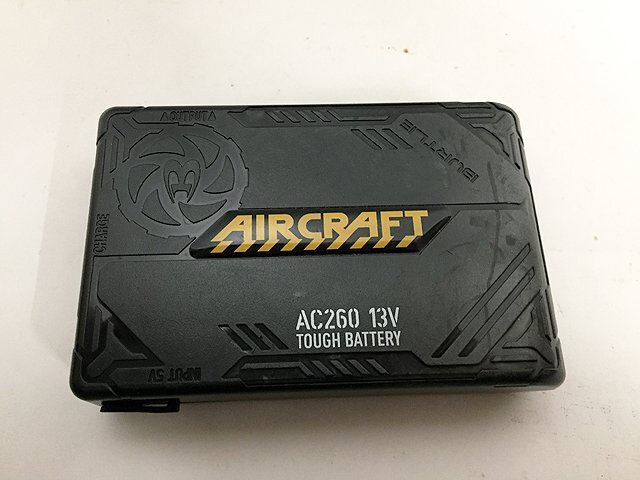 △OUTPUT△
BURTLE
CHARGE
AIRCRAFT
AC260 13V
TOUGH BATTERY
INPUT 5V